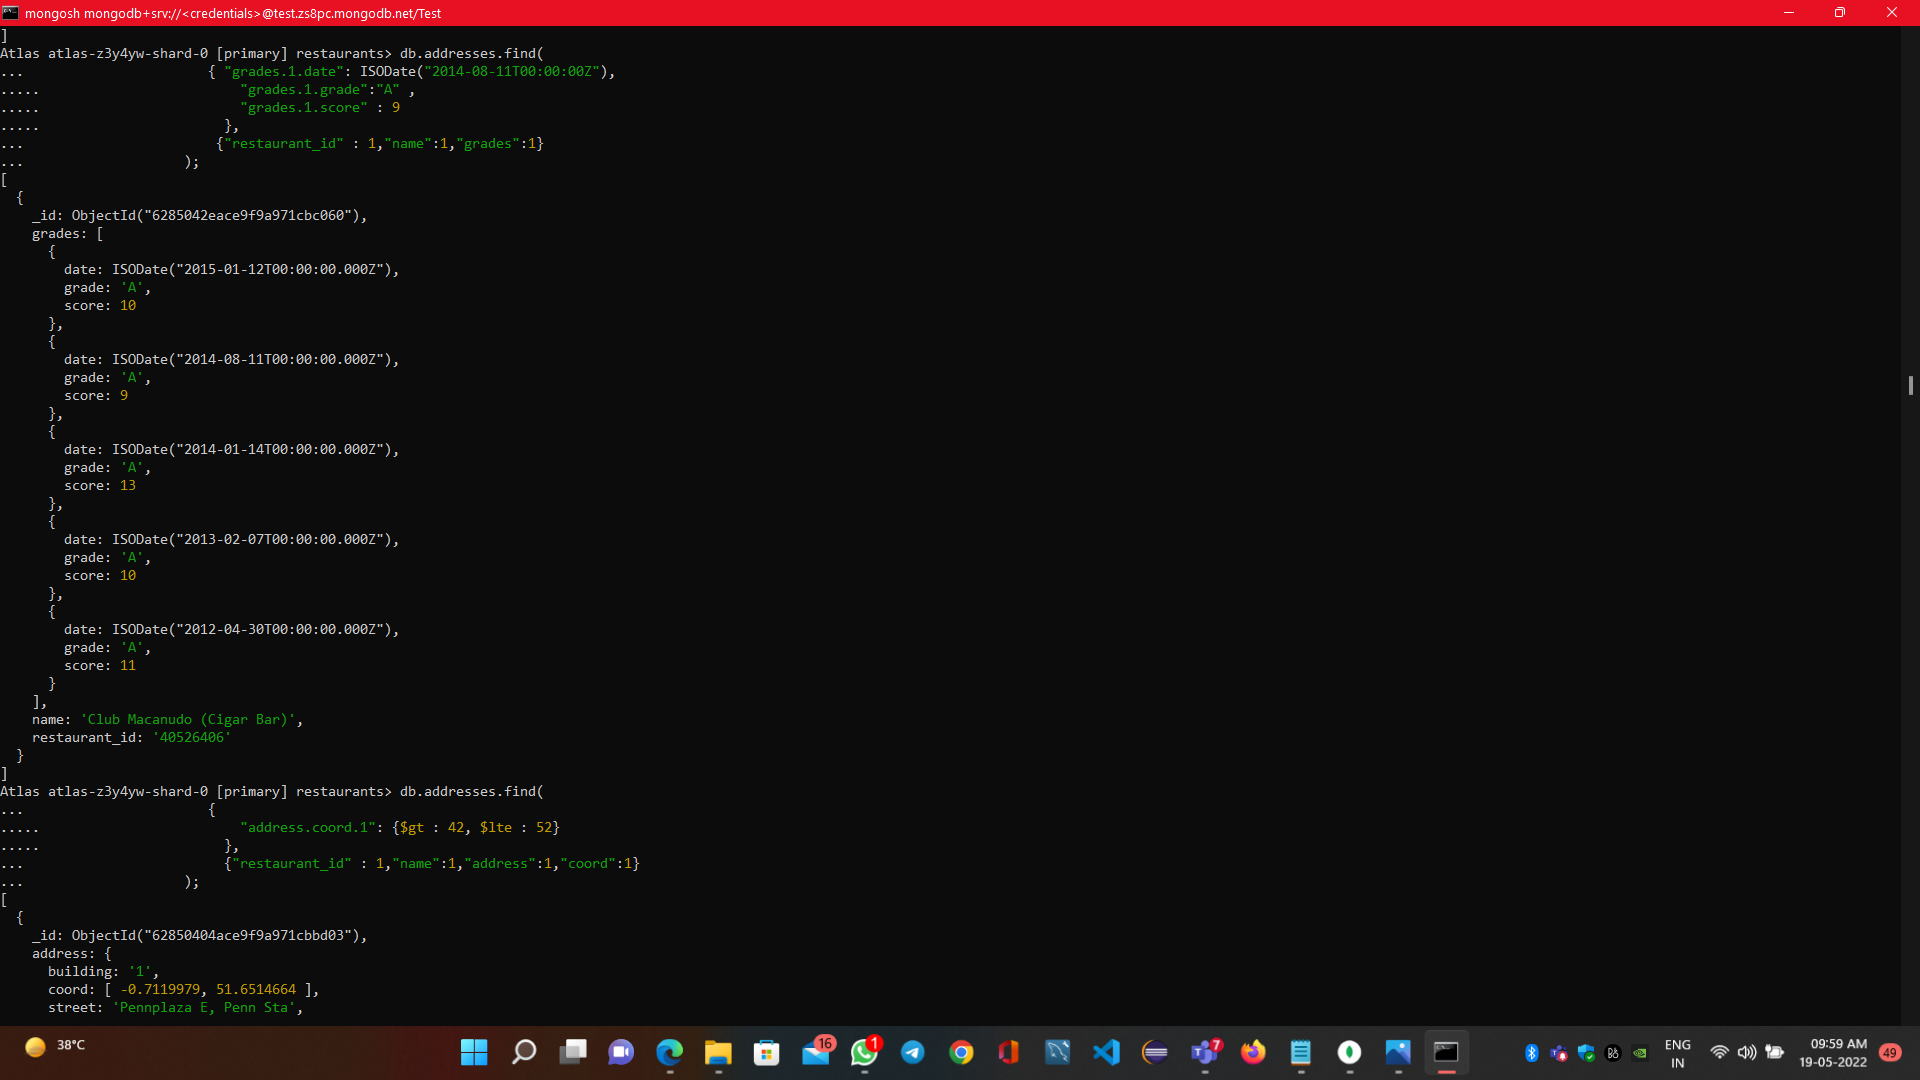 mongosh mongodb+srv://<credentials>@test.zs8pc.mongodb.net/Test
]
Atlas atlas-z3y4yw-shard-0 [primary] restaurants> db.addresses.find(
...                       { "grades.1.date": ISODate("2014-08-11T00:00:00Z"),
.....                         "grades.1.grade":"A" ,
.....                         "grades.1.score" : 9
.....                       },
...                        {"restaurant_id" : 1,"name":1,"grades":1}
...                    );
[
  {
    _id: ObjectId("6285042eace9f9a971cbc060"),
    grades: [
      {
        date: ISODate("2015-01-12T00:00:00.000Z"),
        grade: 'A',
        score: 10
      },
      {
        date: ISODate("2014-08-11T00:00:00.000Z"),
        grade: 'A',
        score: 9
      },
      {
        date: ISODate("2014-01-14T00:00:00.000Z"),
        grade: 'A',
        score: 13
      },
      {
        date: ISODate("2013-02-07T00:00:00.000Z"),
        grade: 'A',
        score: 10
      },
      {
        date: ISODate("2012-04-30T00:00:00.000Z"),
        grade: 'A',
        score: 11
      }
    ],
    name: 'Club Macanudo (Cigar Bar)',
    restaurant_id: '40526406'
  }
]
Atlas atlas-z3y4yw-shard-0 [primary] restaurants> db.addresses.find(
...                       {
.....                         "address.coord.1": {$gt : 42, $lte : 52}
.....                       },
...                         {"restaurant_id" : 1,"name":1,"address":1,"coord":1}
...                    );
[
  {
    _id: ObjectId("62850404ace9f9a971cbbd03"),
    address: {
      building: '1',
      coord: [ -0.7119979, 51.6514664 ],
      street: 'Pennplaza E, Penn Sta',
38°C
16
1
7
ENG
IN
09:59 AM
19-05-2022
49